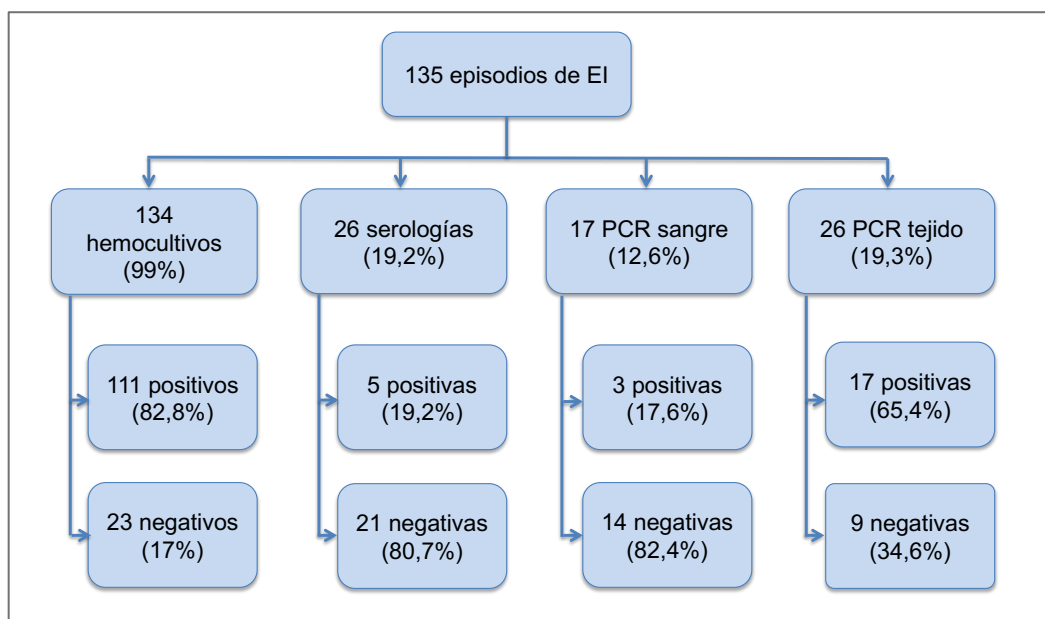 135 episodios de EI
134
hemocultivos
(99%)
26 serologías
(19,2%)
17 PCR sangre
(12,6%)
26 PCR tejido
(19,3%)
111 positivos
(82,8%)
5 positivas
(19,2%)
3 positivas
(17,6%)
17 positivas
(65,4%)
23 negativos
(17%)
21 negativas
(80,7%)
14 negativas
(82,4%)
9 negativas
(34,6%)